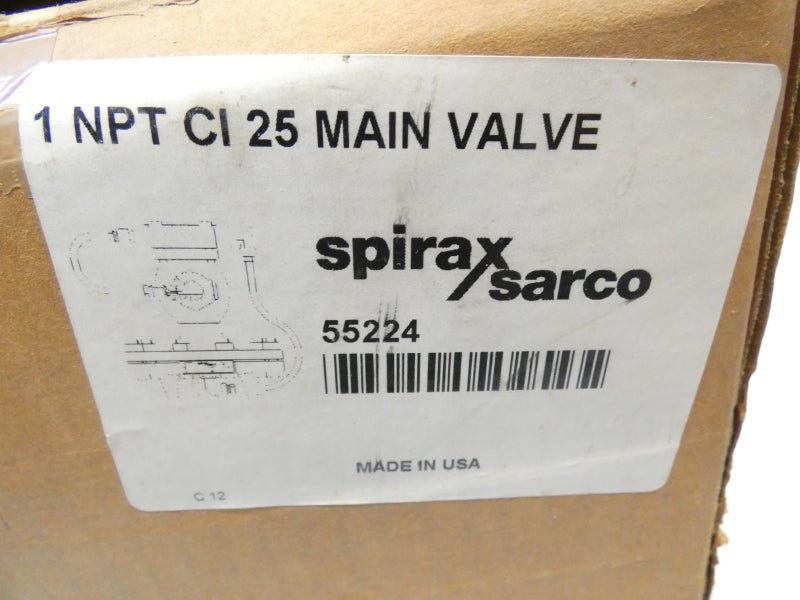 1 NPT CI 25 MAIN VALVE
spirax
sarco
55224
MADE IN USA
C 12